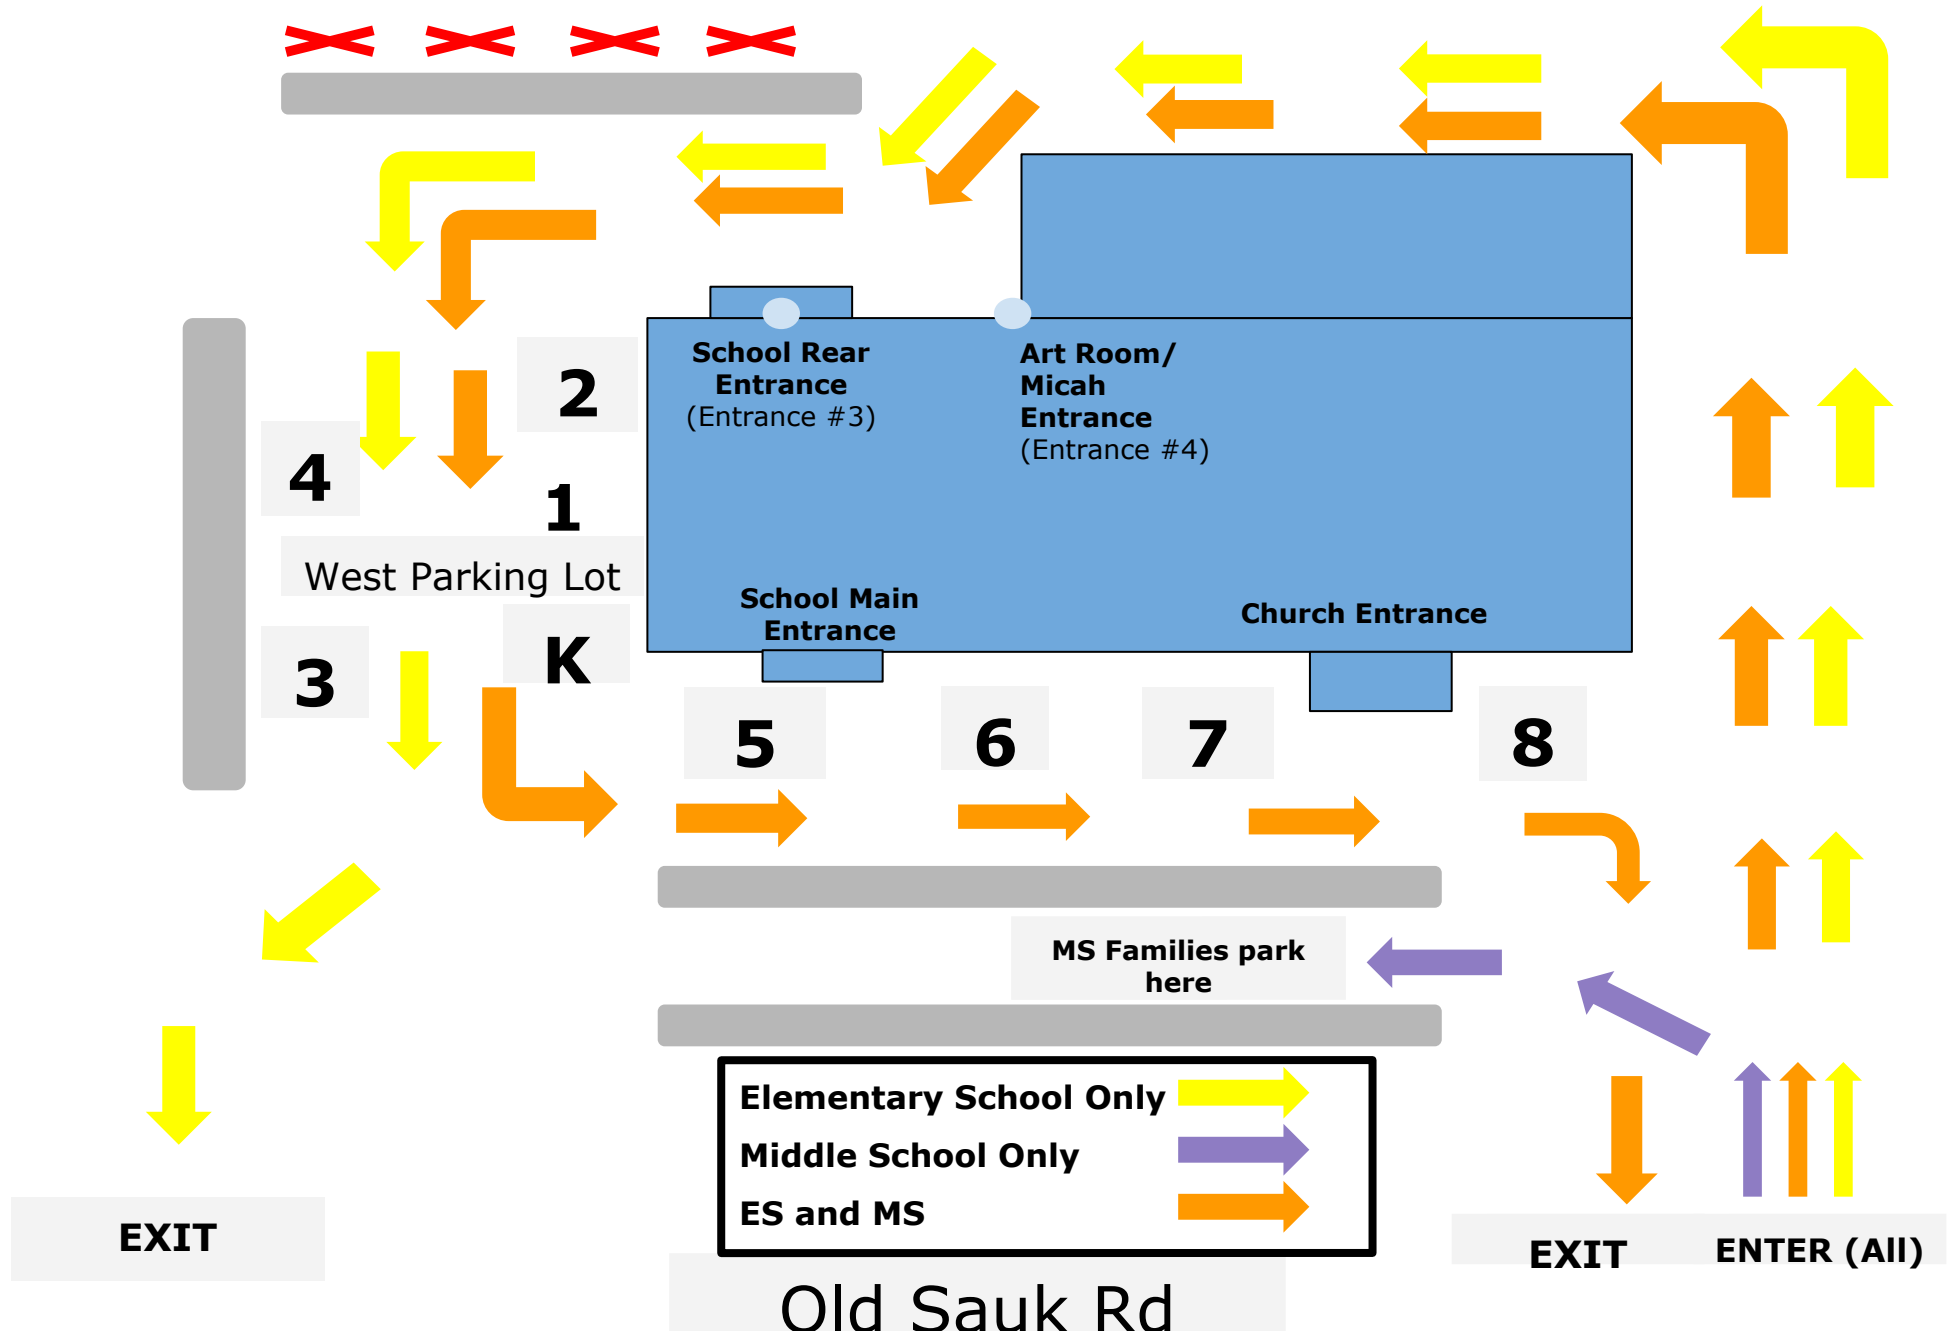 School Rear
Entrance
(Entrance #3)
Art Room/
Micah
Entrance
(Entrance #4)
2
4
1
West Parking Lot
School Main
Entrance
Church Entrance
K
3
5
6
7
8
MS Families park
here
Elementary School Only
Middle School Only
ES and MS
EXIT
EXIT
ENTER (All)
Old Sauk Rd